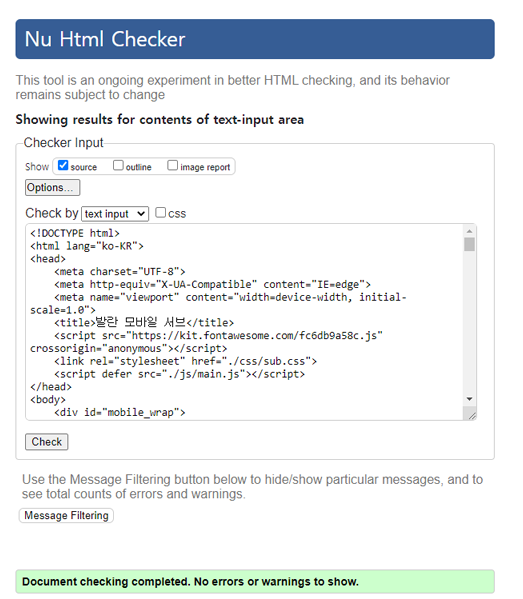 Nu Html Checker
This tool is an ongoing experiment in better HTML checking, and its behavior
remains subject to change
Showing results for contents of text-input area
Checker Input
Show source outline image report
Options...
Check by text input css
<!DOCTYPE html>
<html lang="ko-KR">
<head>
    <meta charset="UTF-8">
    <meta http-equiv="X-UA-Compatible" content="IE=edge">
    <meta name="viewport" content="width=device-width, initial-
scale=1.0">
    <title>발란 모바일 서브</title>
    <script src="https://kit.fontawesome.com/fc6db9a58c.js"
crossorigin="anonymous"></script>
    <link rel="stylesheet" href="./css/sub.css">
    <script defer src="./js/main.js"></script>
</head>
<body>
    <div id="mobile_wrap">
Check
Use the Message Filtering button below to hide/show particular messages, and to
see total counts of errors and warnings.
Message Filtering
Document checking completed. No errors or warnings to show.